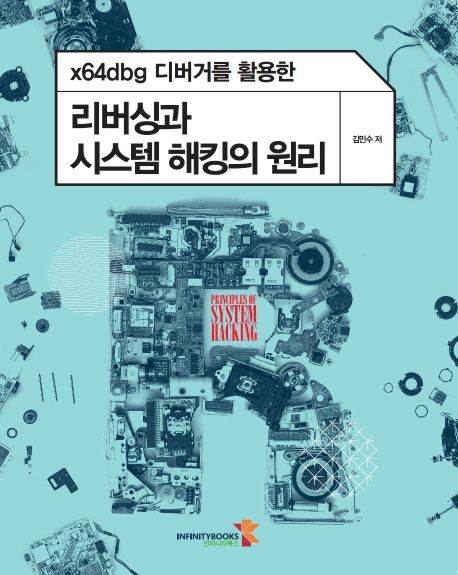 x64dbg 디버거를 활용한
리버싱과
시스템 해킹의 원리
김민수 저
PRINCIPLES OF
SYSTEM
HACKING
INFINITYBOOKS
인피니티북스